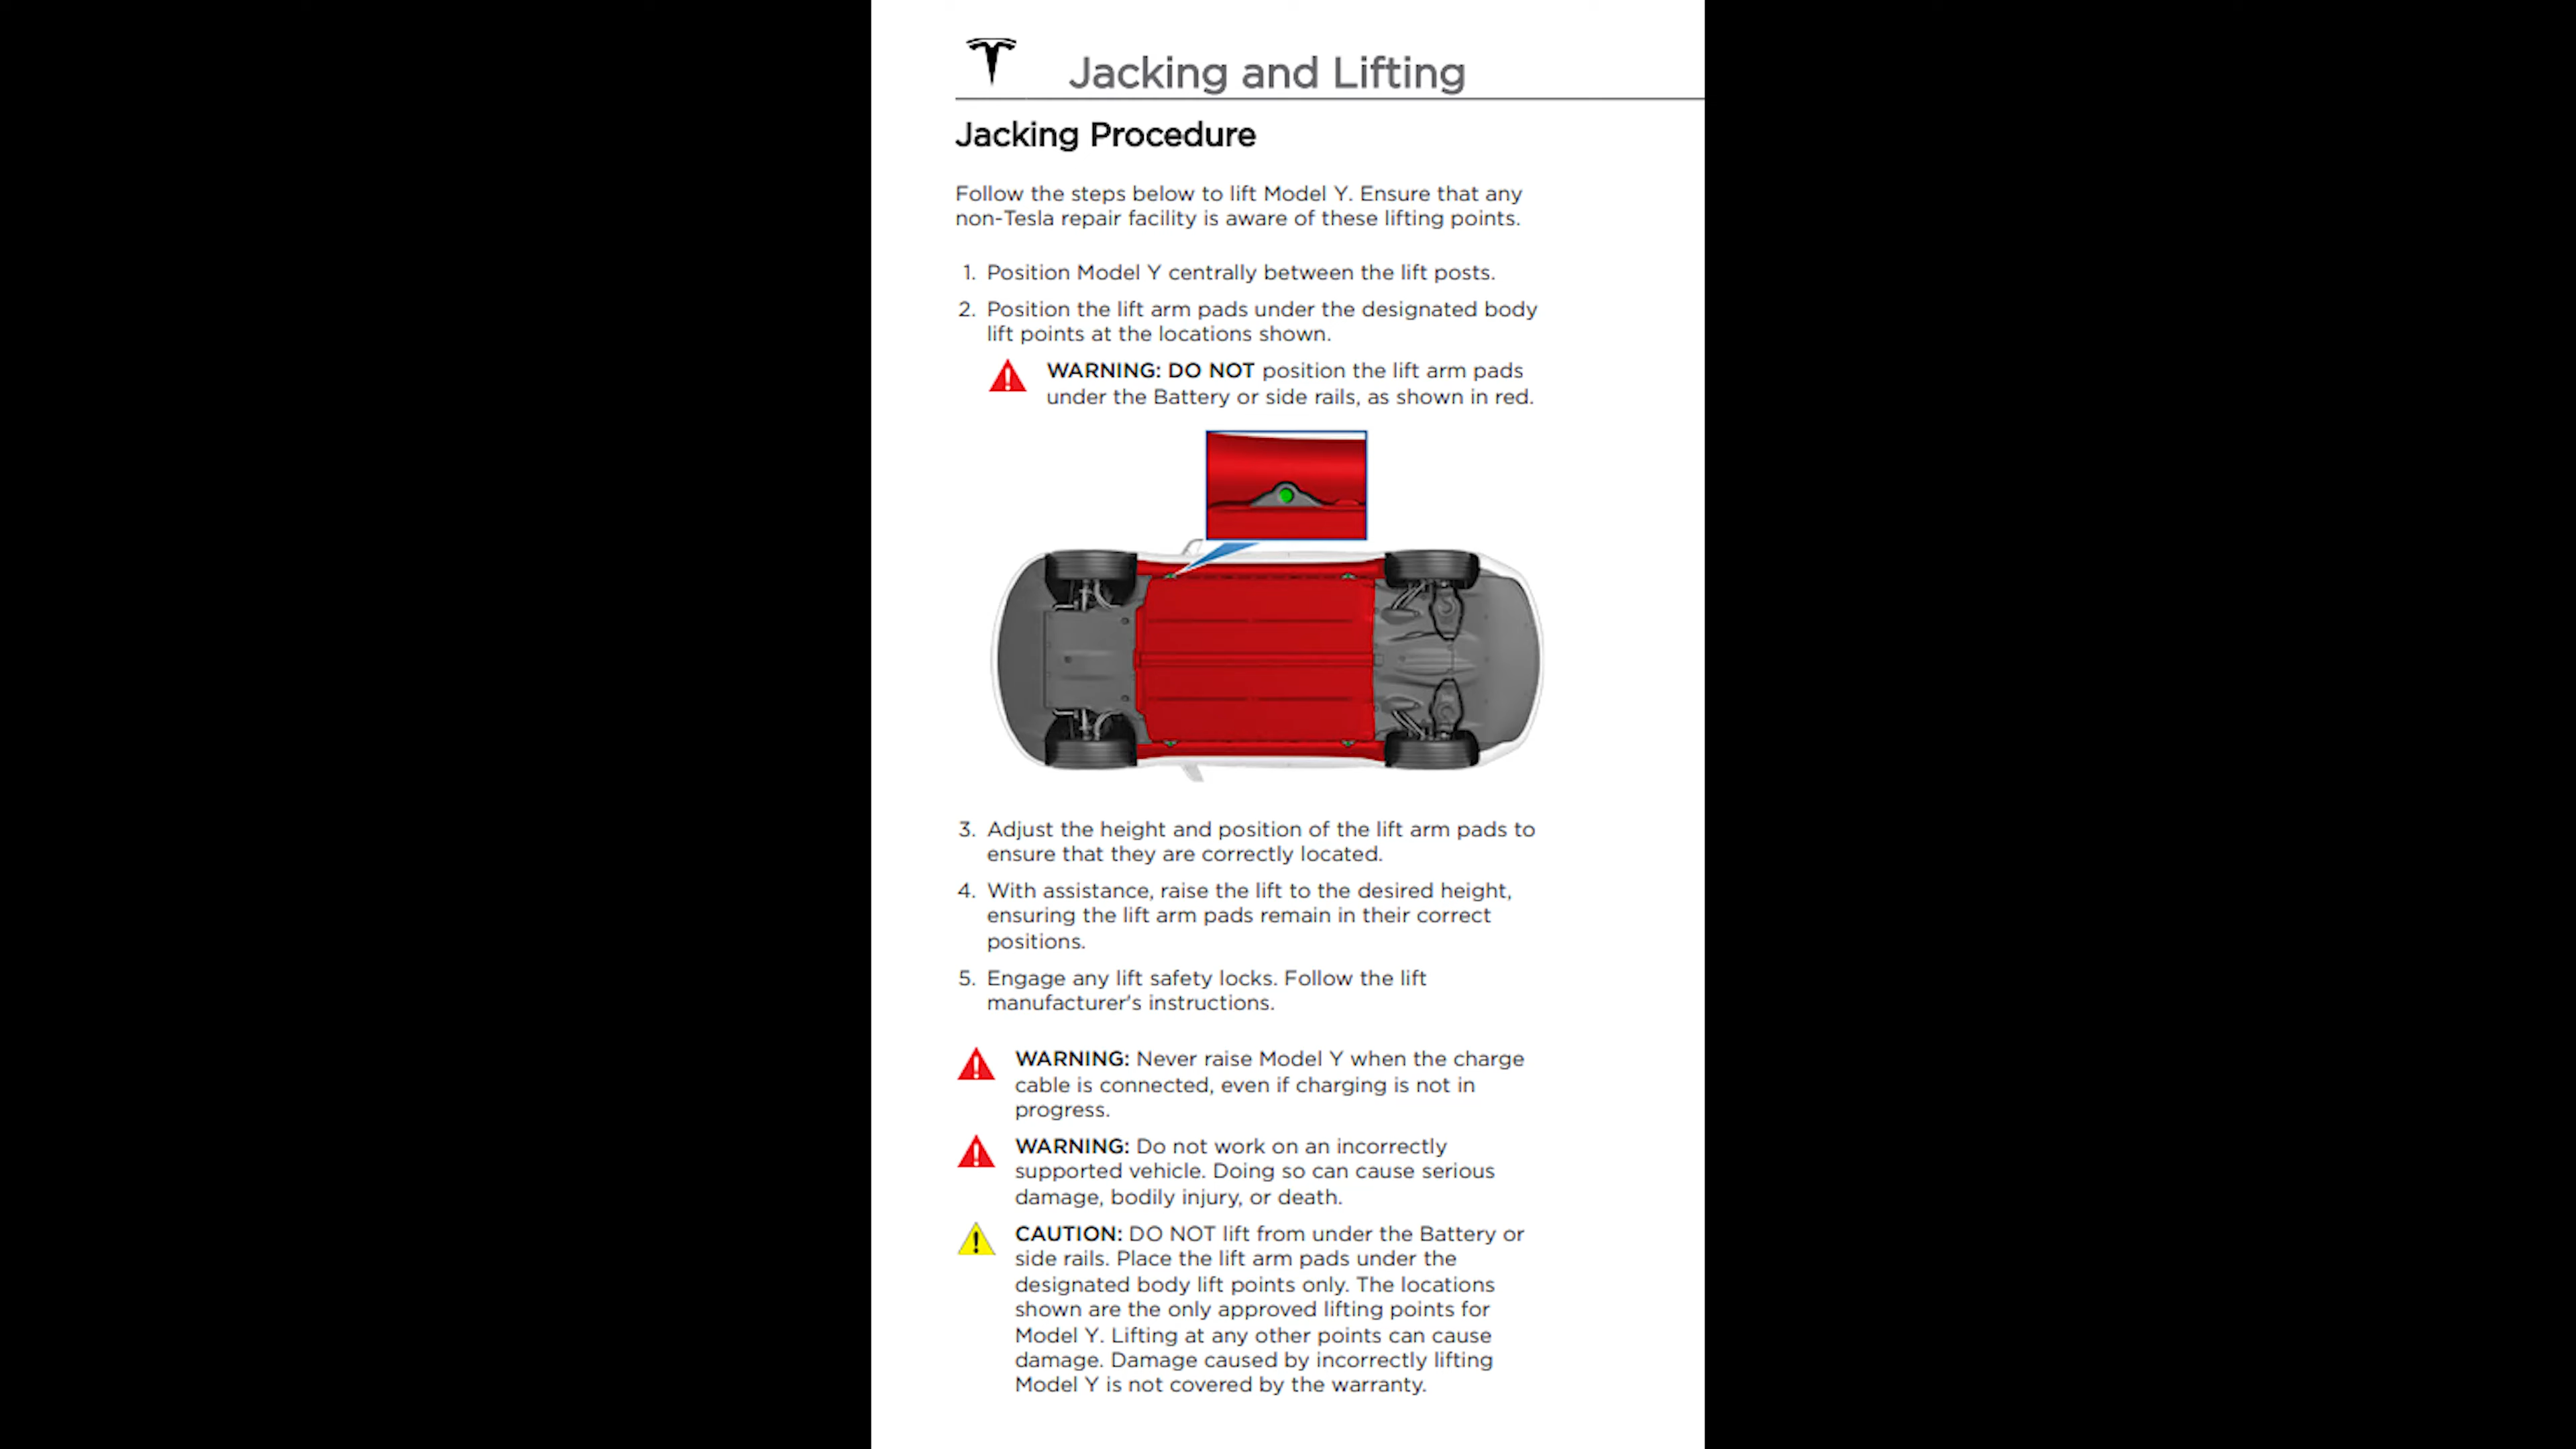 Jacking and Lifting
Jacking Procedure
Follow the steps below to lift Model Y. Ensure that any
non-Tesla repair facility is aware of these lifting points.
1. Position Model Y centrally between the lift posts.
2. Position the lift arm pads under the designated body
lift points at the locations shown.
WARNING: DO NOT position the lift arm pads
under the Battery or side rails, as shown in red.
3. Adjust the height and position of the lift arm pads to
ensure that they are correctly located.
4. With assistance, raise the lift to the desired height,
ensuring the lift arm pads remain in their correct
positions.
5. Engage any lift safety locks. Follow the lift
manufacturer's instructions.
WARNING: Never raise Model Y when the charge
cable is connected, even if charging is not in
progress.
WARNING: Do not work on an incorrectly
supported vehicle. Doing so can cause serious
damage, bodily injury, or death.
CAUTION: DO NOT lift from under the Battery or
side rails. Place the lift arm pads under the
designated body lift points only. The locations
shown are the only approved lifting points for
Model Y. Lifting at any other points can cause
damage. Damage caused by incorrectly lifting
Model Y is not covered by the warranty.